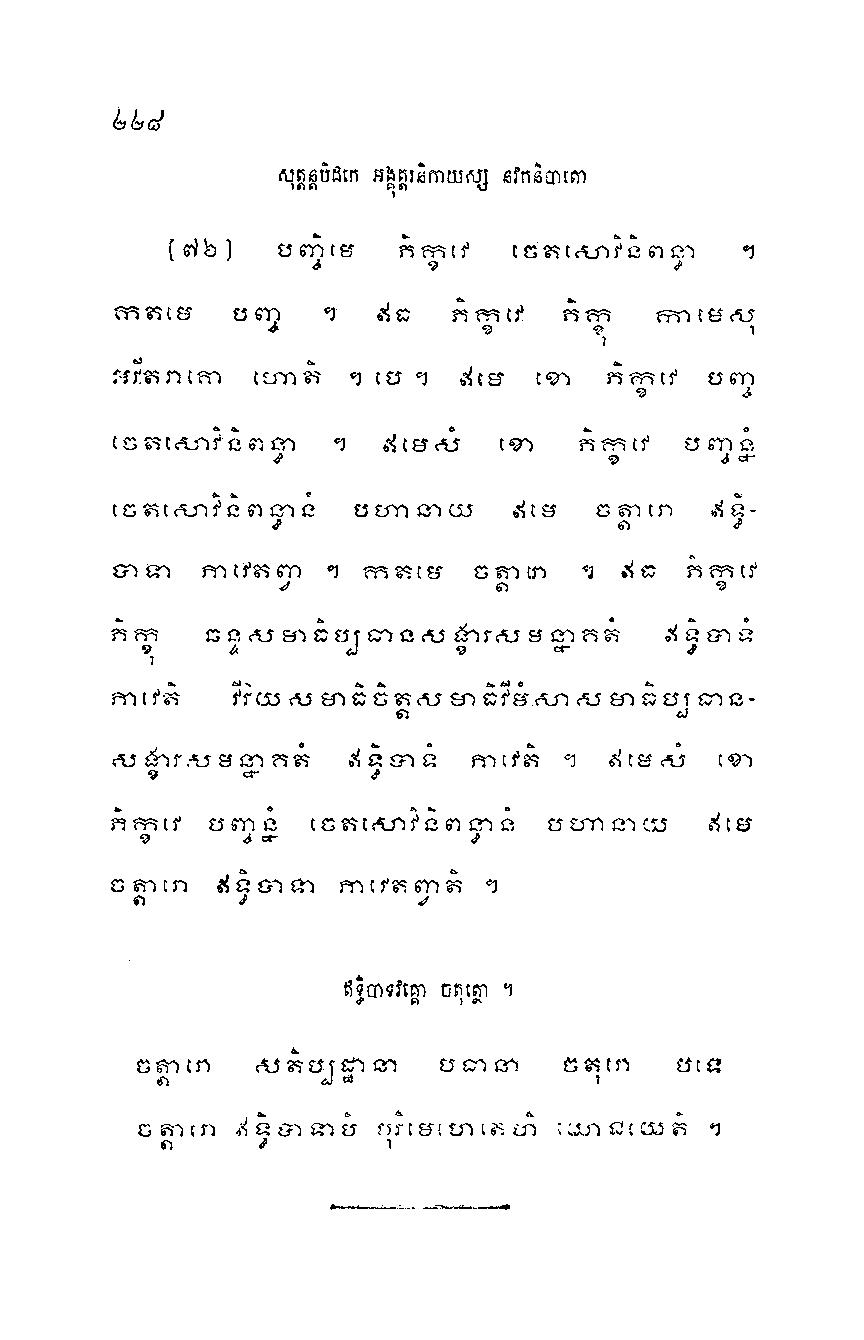 ២២៨
សុត្តន្តបិដកេ អង្គុត្តរនិកាយស្ស នវកនិបាតោ
(៧៦) បញ្ចិមេ ភិក្ខវេ ចេតសោវិនិពន្ធា ។
កតមេ បញ្ច ។ ឥធ ភិក្ខវេ ភិក្ខុ កាមេសុ
អវីតរាគោ ហោតិ ។ បេ ។ ឥមេ ខោ ភិក្ខវេ បញ្ច
ចេតសោវិនិពន្ធា ។ ឥមេសំ ខោ ភិក្ខវេ បញ្ចន្នំ
ចេតសោវិនិពន្ធានំ បហានាយ ឥមេ ចត្តារោ ឥទ្ធិ-
បាទា ភាវេតព្វា ។ កតមេ ចត្តារោ ។ ឥធ ភិក្ខវេ
ភិក្ខុ ឆន្ទសមាធិប្បធានសង្ខារសមន្នាគតំ ឥទ្ធិបាទំ
ភាវេតិ វីរិយសមាធិចិត្តសមាធិវីមំសាសមាធិប្បធាន-
សង្ខារសមន្នាគតំ ឥទ្ធិបាទំ ភាវេតិ ។ ឥមេសំ ខោ
ភិក្ខវេ បញ្ចន្នំ ចេតសោវិនិពន្ធានំ បហានាយ ឥមេ
ចត្តារោ ឥទ្ធិបាទា ភាវេតព្វាតិ ។
ឥទ្ធិបាទវគ្គោ ចតុត្ថោ ។
ចត្តារោ សតិប្បដ្ឋានា បធានា ចតុរោ បទេ
ចត្តារោ ឥទ្ធិបាទាបិ បុរិមេហេតេហិ យោជយេតិ ។